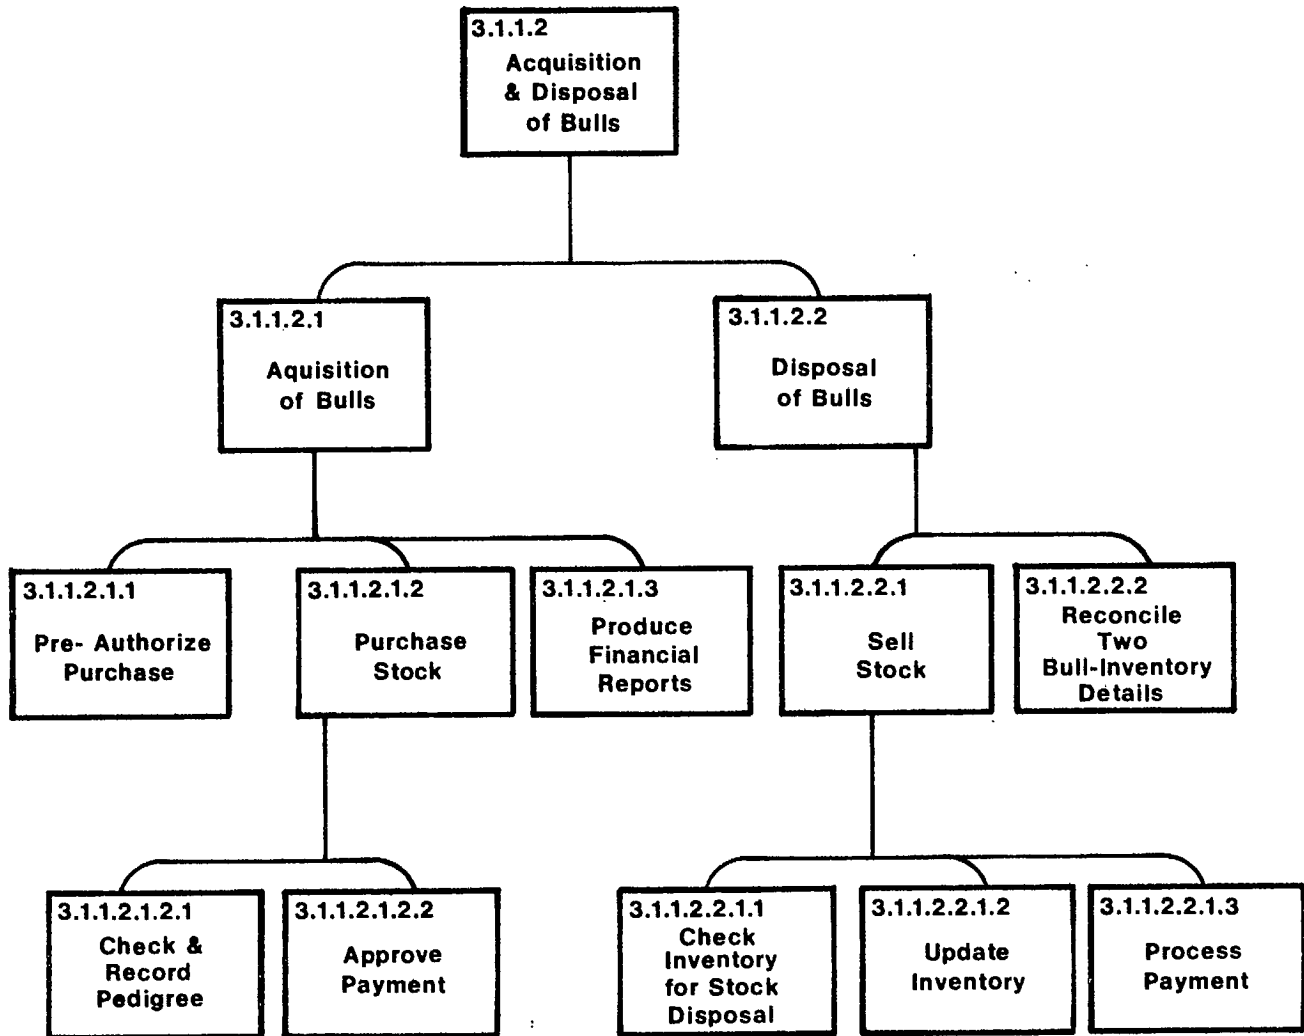 3.1.1.2
Acquisition
& Disposal
of Bulls
3.1.1.2.1
Aquisition
of Bulls
3.1.1.2.2
Disposal
of Bulls
3.1.1.2.1.1
Pre- Authorize
Purchase
3.1.1.2.1.2
Purchase
Stock
3.1.1.2.1.3
Produce
Financial
Reports
3.1.1.2.2.1
Sell
Stock
3.1.1.2.2.2
Reconcile
Two
Bull-Inventory
Details
3.1.1.2.1.2.1
Check &
Record
Pedigree
3.1.1.2.1.2.2
Approve
Payment
3.1.1.2.2.1.1
Check
Inventory
for Stock
Disposal
3.1.1.2.2.1.2
Update
Inventory
3.1.1.2.2.1.3
Process
Payment